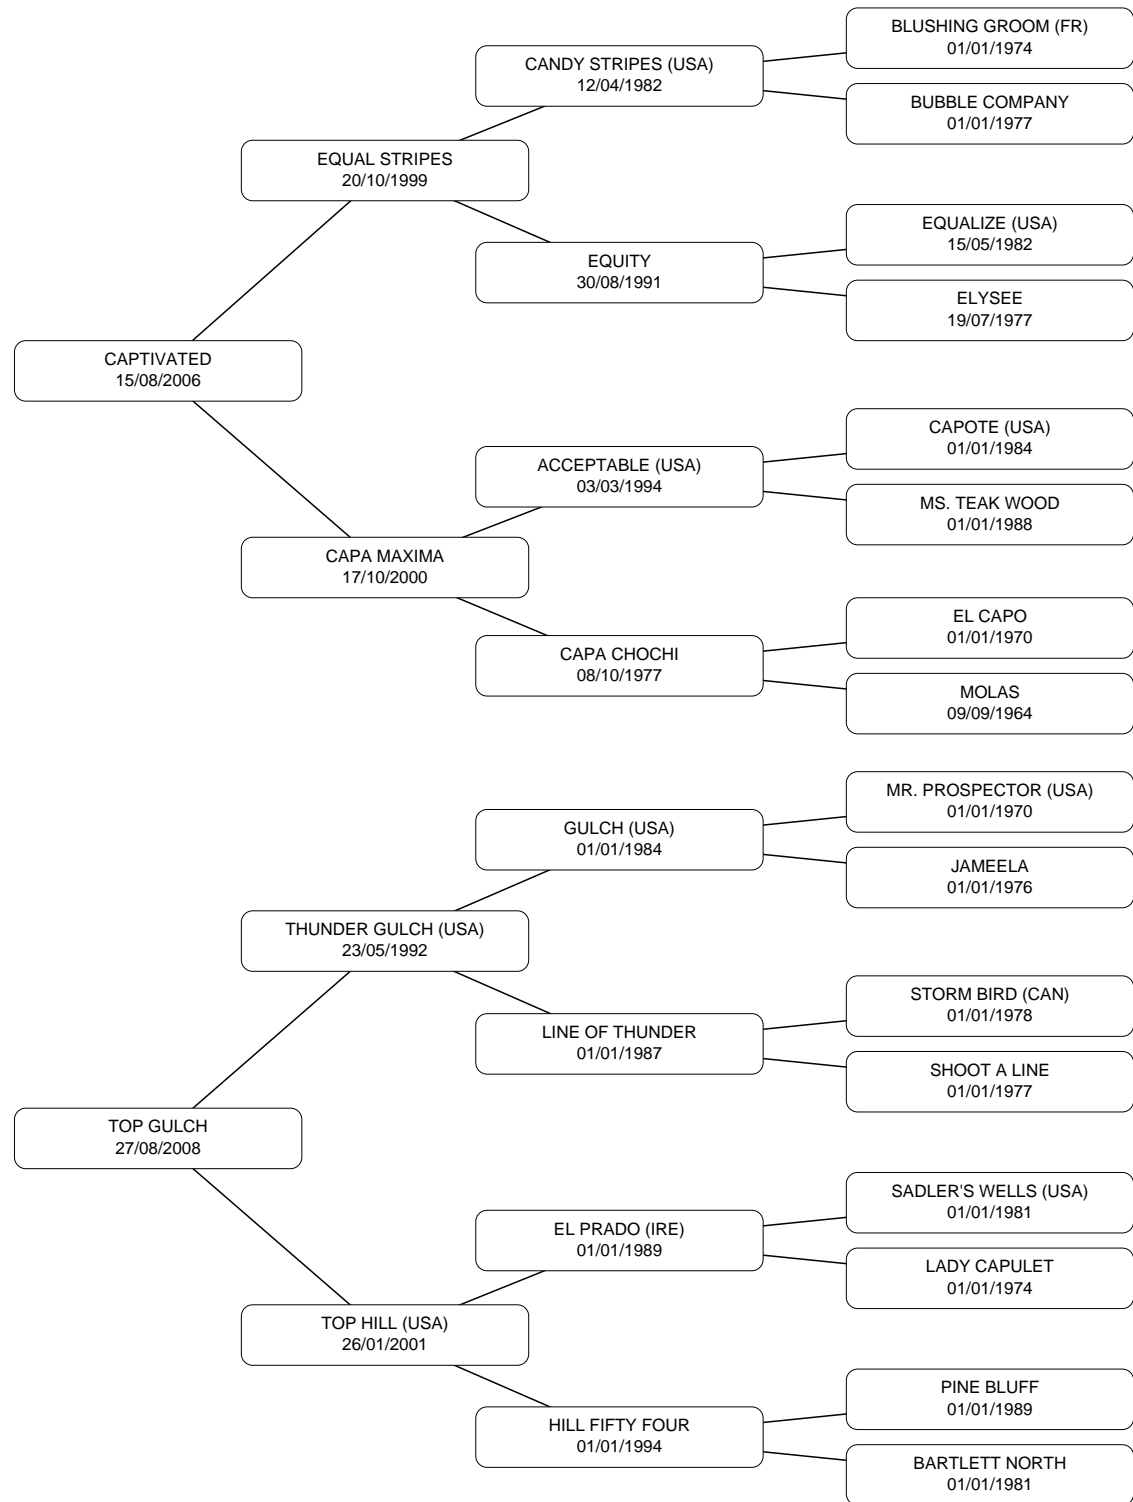 BLUSHING GROOM (FR)
01/01/1974
CANDY STRIPES (USA)
12/04/1982
BUBBLE COMPANY
01/01/1977
EQUAL STRIPES
20/10/1999
EQUALIZE (USA)
15/05/1982
EQUITY
30/08/1991
ELYSEE
19/07/1977
CAPTIVATED
15/08/2006
CAPOTE (USA)
01/01/1984
ACCEPTABLE (USA)
03/03/1994
MS. TEAK WOOD
01/01/1988
CAPA MAXIMA
17/10/2000
EL CAPO
01/01/1970
CAPA CHOCHI
08/10/1977
MOLAS
09/09/1964
MR. PROSPECTOR (USA)
01/01/1970
GULCH (USA)
01/01/1984
JAMEELA
01/01/1976
THUNDER GULCH (USA)
23/05/1992
STORM BIRD (CAN)
01/01/1978
LINE OF THUNDER
01/01/1987
SHOOT A LINE
01/01/1977
TOP GULCH
27/08/2008
SADLER'S WELLS (USA)
01/01/1981
EL PRADO (IRE)
01/01/1989
LADY CAPULET
01/01/1974
TOP HILL (USA)
26/01/2001
PINE BLUFF
01/01/1989
HILL FIFTY FOUR
01/01/1994
BARTLETT NORTH
01/01/1981